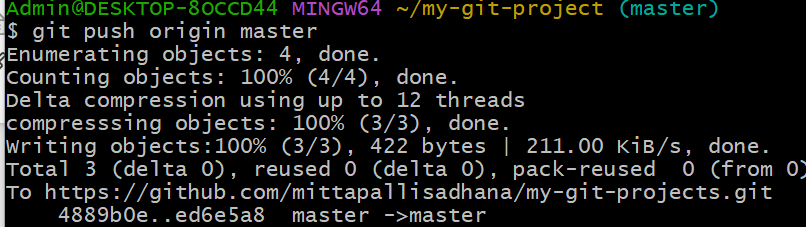 Admin@DESKTOP-8OCCD44 MINGW64 ~/my-git-project (master)
$ git push origin master
Enumerating objects: 4, done.
Counting objects: 100% (4/4), done.
Delta compression using up to 12 threads
compresssing objects: 100% (3/3), done.
Writing objects:100% (3/3), 422 bytes | 211.00 KiB/s, done.
Total 3 (delta 0), reused 0 (delta 0), pack-reused  0 (from 0)
To https://github.com/mittapallisadhana/my-git-projects.git
    4889b0e..ed6e5a8  master ->master